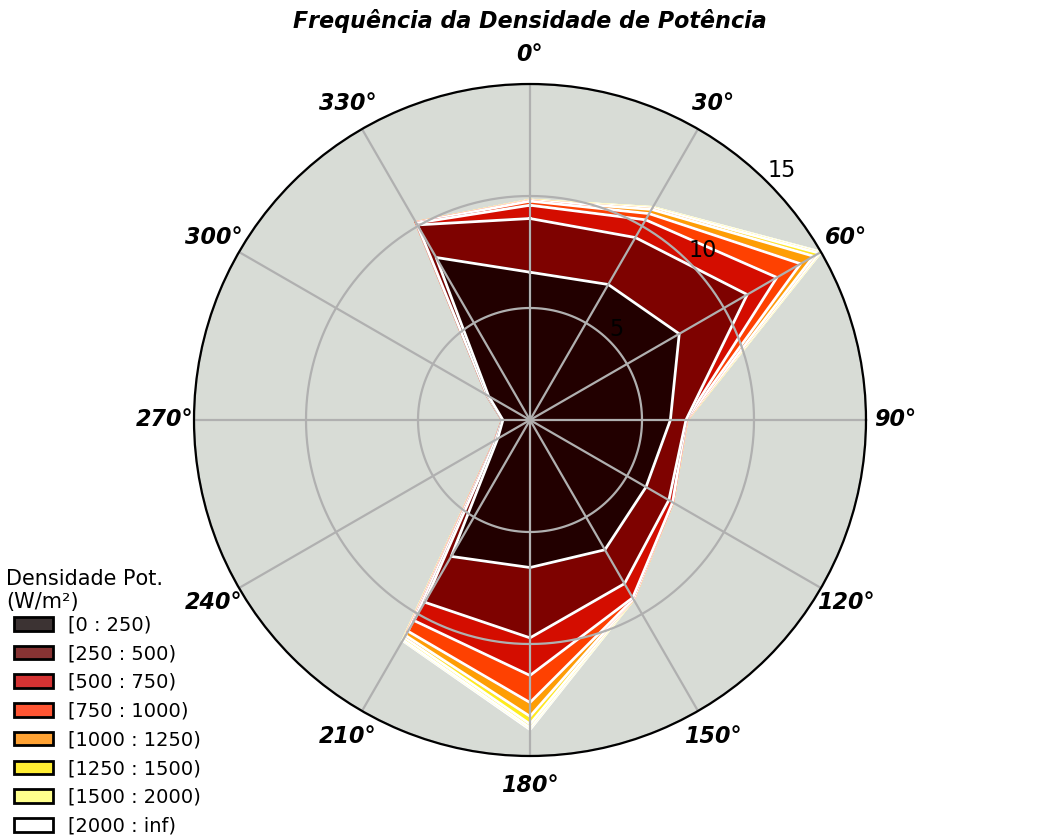 Frequência da Densidade de Potência
0°
330°
30°
15
300°
60°
10
5
270°
90°
240°
120°
210°
150°
180°
Densidade Pot.
(W/m²)
[0 : 250)
[250 : 500)
[500 : 750)
[750 : 1000)
[1000 : 1250)
[1250 : 1500)
[1500 : 2000)
[2000 : inf)